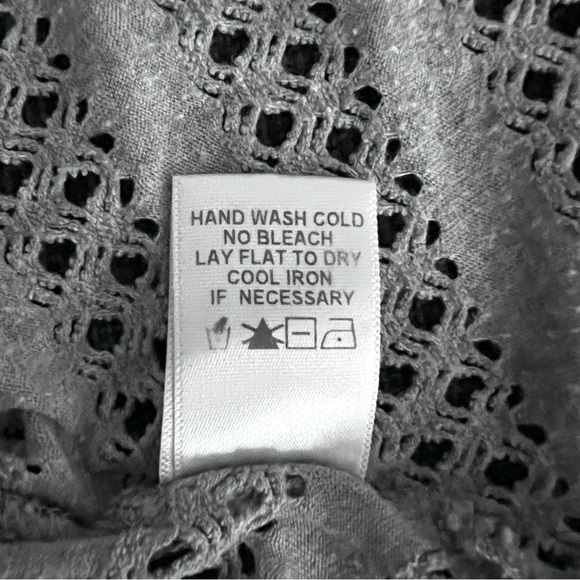 HAND WASH COLD
NO BLEACH
LAY FLAT TO DRY
COOL IRON
IF NECESSARY